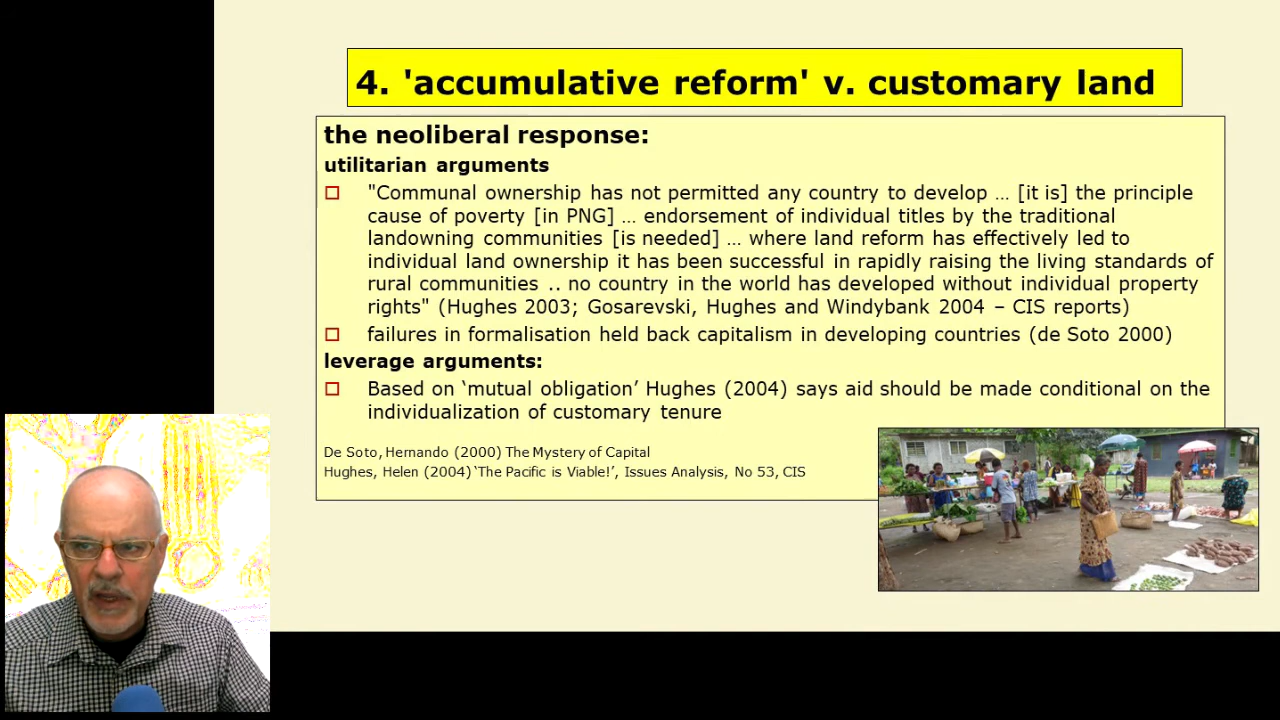 4. 'accumulative reform' v. customary land
the neoliberal response:
utilitarian arguments
"Communal ownership has not permitted any country to develop … [it is] the principle
cause of poverty [in PNG] … endorsement of individual titles by the traditional
landowning communities [is needed] … where land reform has effectively led to
individual land ownership it has been successful in rapidly raising the living standards of
rural communities .. no country in the world has developed without individual property
rights" (Hughes 2003; Gosarevski, Hughes and Windybank 2004 – CIS reports)
failures in formalisation held back capitalism in developing countries (de Soto 2000)
leverage arguments:
Based on ‘mutual obligation’ Hughes (2004) says aid should be made conditional on the
individualization of customary tenure
De Soto, Hernando (2000) The Mystery of Capital
Hughes, Helen (2004) ‘The Pacific is Viable!’, Issues Analysis, No 53, CIS